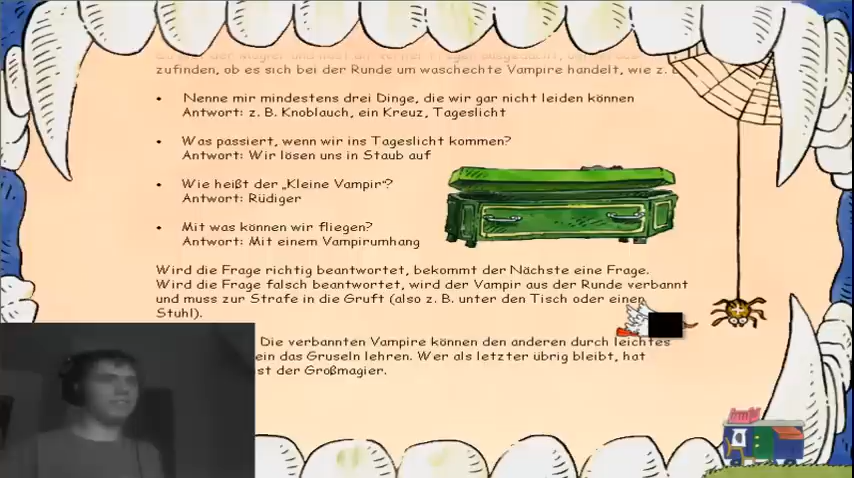 zufinden, ob es sich bei der Runde um waschechte Vampire handelt, wie z.
• Nenne mir mindestens drei Dinge, die wir gar nicht leiden können
Antwort: z. B. Knoblauch, ein Kreuz, Tageslicht
• Was passiert, wenn wir ins Tageslicht kommen?
Antwort: Wir lösen uns in Staub auf
• Wie heißt der „Kleine Vampir"?
Antwort: Rüdiger
• Mit was können wir fliegen?
Antwort: Mit einem Vampirumhang
Wird die Frage richtig beantwortet, bekommt der Nächste eine Frage.
Wird die Frage falsch beantwortet, wird der Vampir aus der Runde verbannt
und muss zur Strafe in die Gruft (also z. B. unter den Tisch oder einen
Stuhl).
Die verbannten Vampire können den anderen durch leichtes
ein das Gruseln lehren. Wer als letzter übrig bleibt, hat
st der Großmagier.